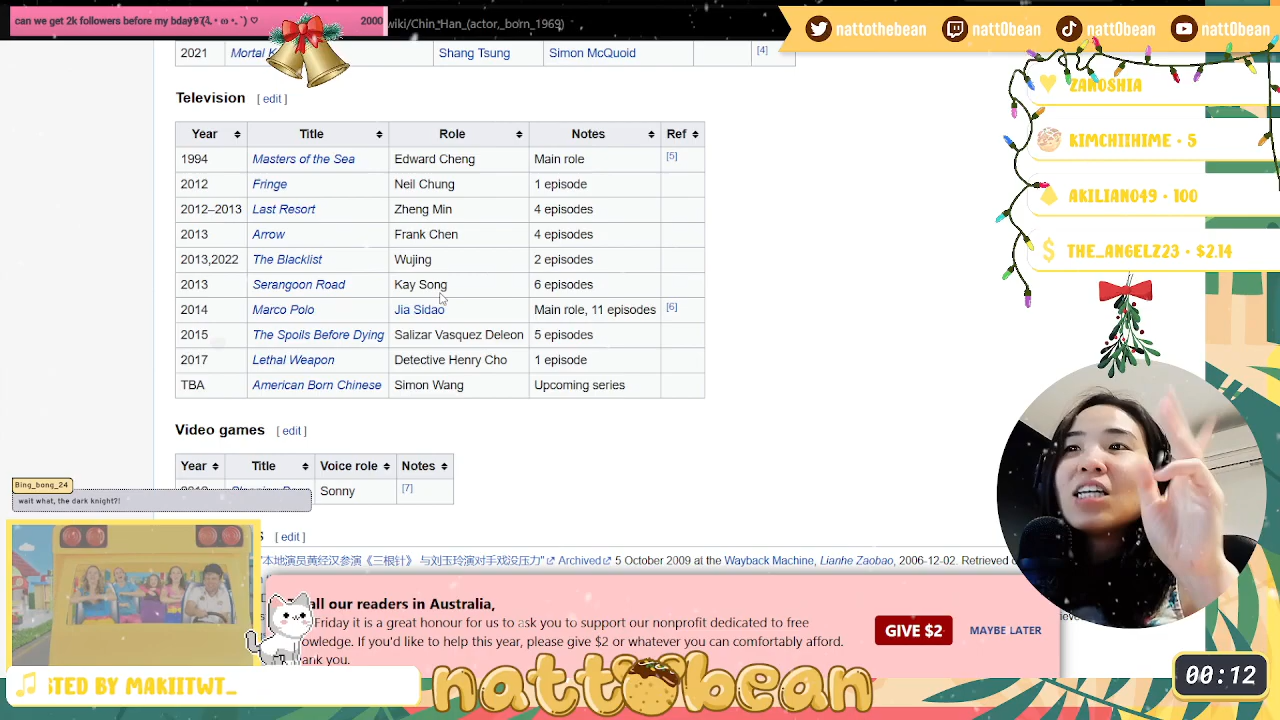 can we get 2k followers before my bday?
2000
wiki/Chin_Han_(actor,_born_1969)
nattothebean
natt0bean
natt0bean
natt0bean
2021 Mortal K Shang Tsung Simon McQuoid [4]
ZANOSHIA
KIMCHIIHIME • 5
AKILIANO49 • 100
THE_ANGELZ23 • $2.14
Television [ edit ]
Year Title Role Notes Ref
1994 Masters of the Sea Edward Cheng Main role [5]
2012 Fringe Neil Chung 1 episode
2012–2013 Last Resort Zheng Min 4 episodes
2013 Arrow Frank Chen 4 episodes
2013,2022 The Blacklist Wujing 2 episodes
2013 Serangoon Road Kay Song 6 episodes
2014 Marco Polo Jia Sidao Main role, 11 episodes [6]
2015 The Spoils Before Dying Salizar Vasquez Deleon 5 episodes
2017 Lethal Weapon Detective Henry Cho 1 episode
TBA American Born Chinese Simon Wang Upcoming series
Video games [ edit ]
Year Title Voice role Notes
Sonny [7]
Bing_bong_24
wait what, the dark knight?!
s [ edit ]
"本地演员黄经汉参演《三根针》 与刘玉玲演对手戏没压力" Archived 5 October 2009 at the Wayback Machine, Lianhe Zaobao, 2006-12-02. Retrieved
all our readers in Australia,
Friday it is a great honour for us to ask you to support our nonprofit dedicated to free
owledge. If you'd like to help this year, please give $2 or whatever you can comfortably afford.
ank you.
GIVE $2
MAYBE LATER
STED BY MAKIITWT_
natt0bean
00:12